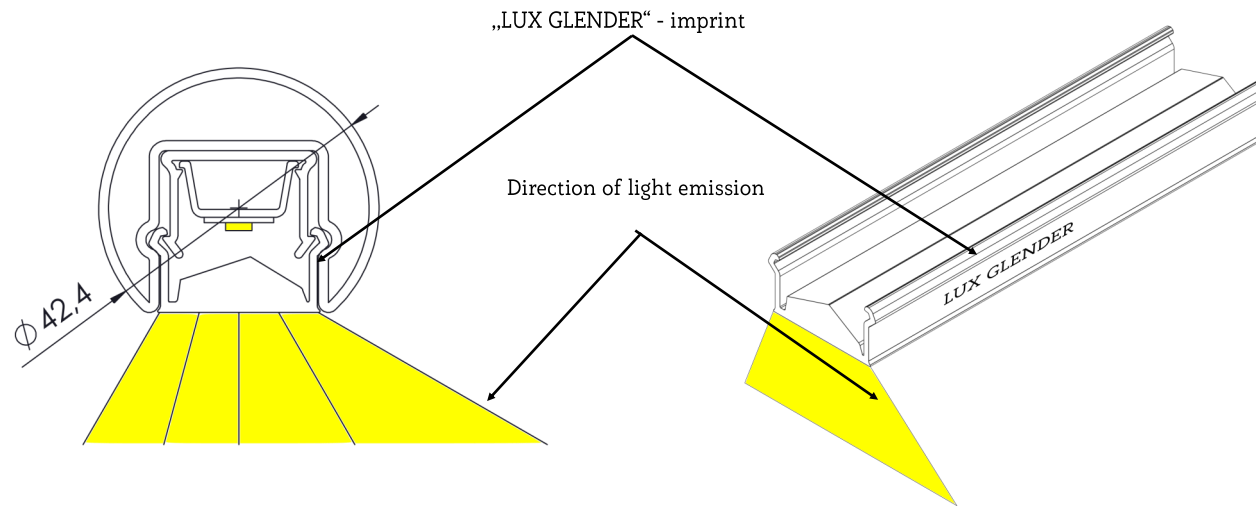 „LUX GLENDER“ - imprint
Direction of light emission
LUX GLENDER
∅ 42,4